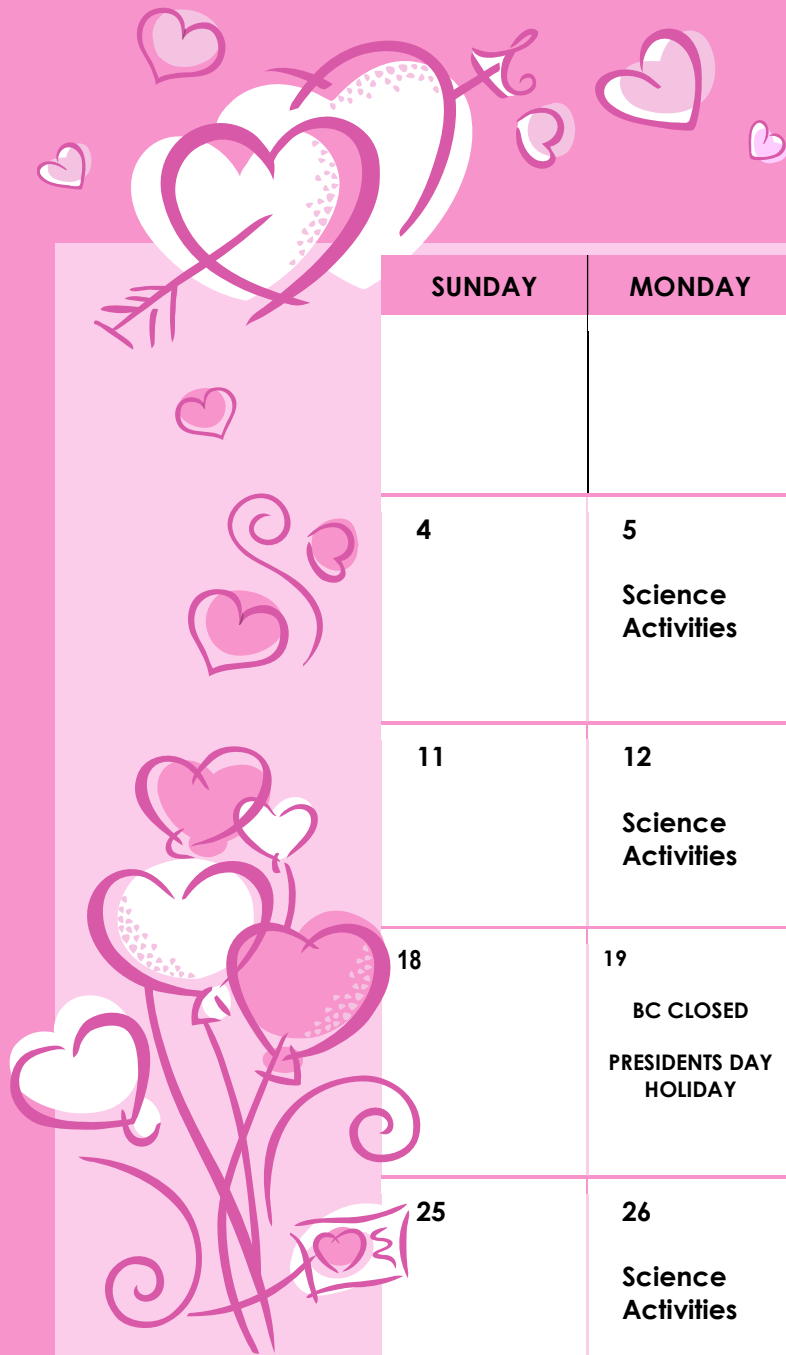 SUNDAY MONDAY
4 5
Science
Activities
11 12
Science
Activities
18 19
BC CLOSED
PRESIDENTS DAY
HOLIDAY
25 26
Science
Activities